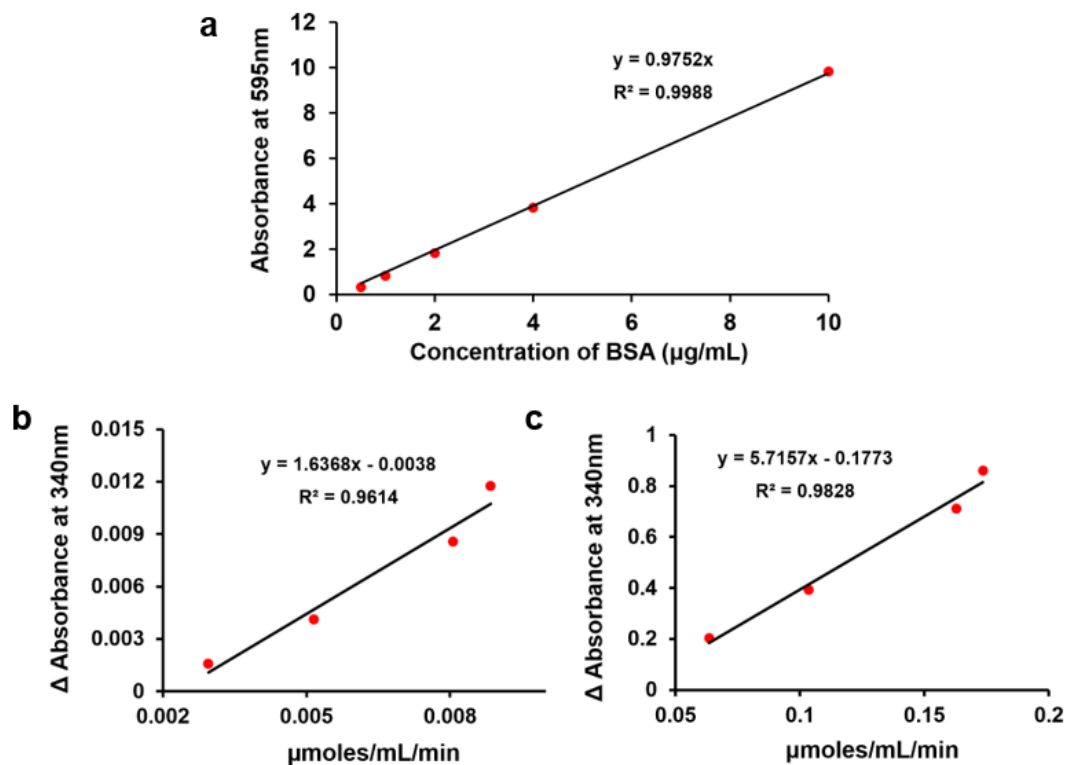 a
12
10
8
6
4
2
0
Absorbance at 595nm
y = 0.9752x
R² = 0.9988
0 2 4 6 8 10
Concentration of BSA (µg/mL)
b
0.015
0.012
0.009
0.006
0.003
0
Δ Absorbance at 340nm
y = 1.6368x - 0.0038
R² = 0.9614
0.002 0.005 0.008
µmoles/mL/min
c
1
0.8
0.6
0.4
0.2
0
Δ Absorbance at 340nm
y = 5.7157x - 0.1773
R² = 0.9828
0.05 0.1 0.15 0.2
µmoles/mL/min